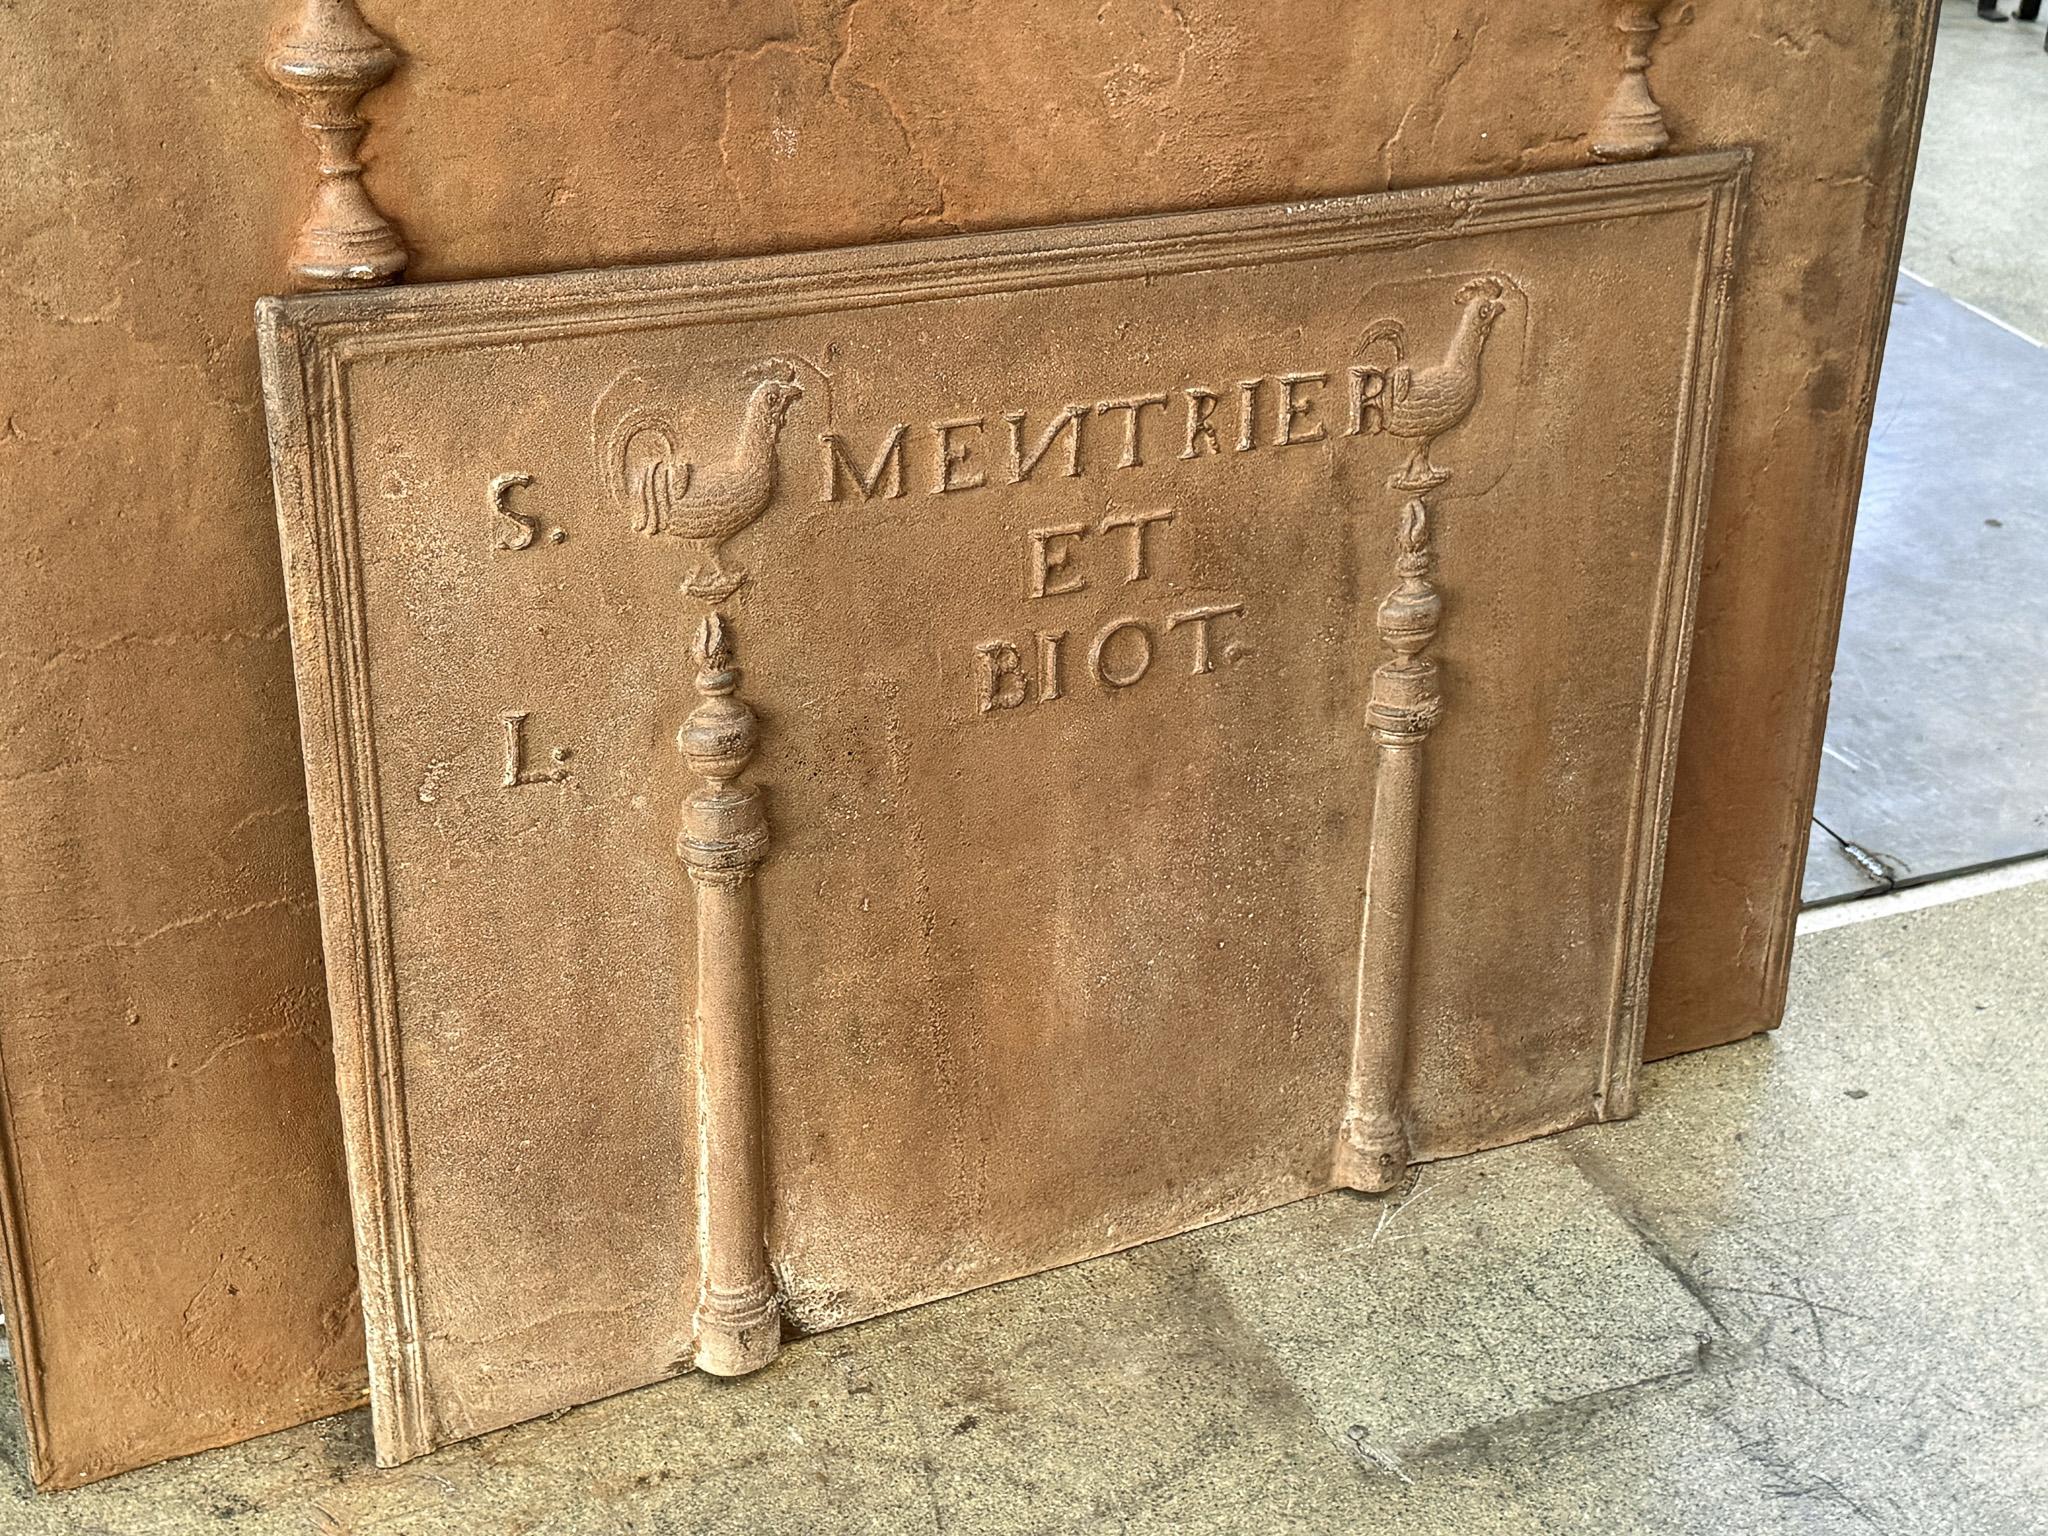 S. MENTRIER
ET
BIOT.
L.